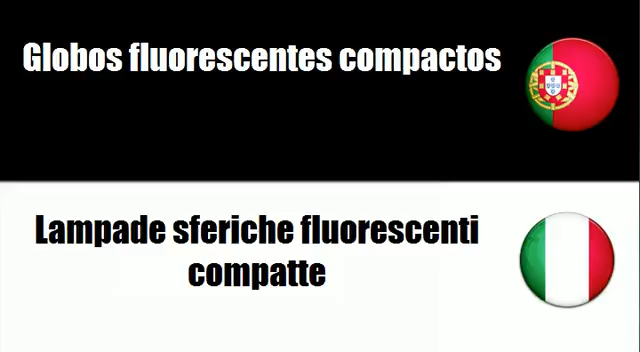 Globos fluorescentes compactos
Lampade sferiche fluorescenti
compatte